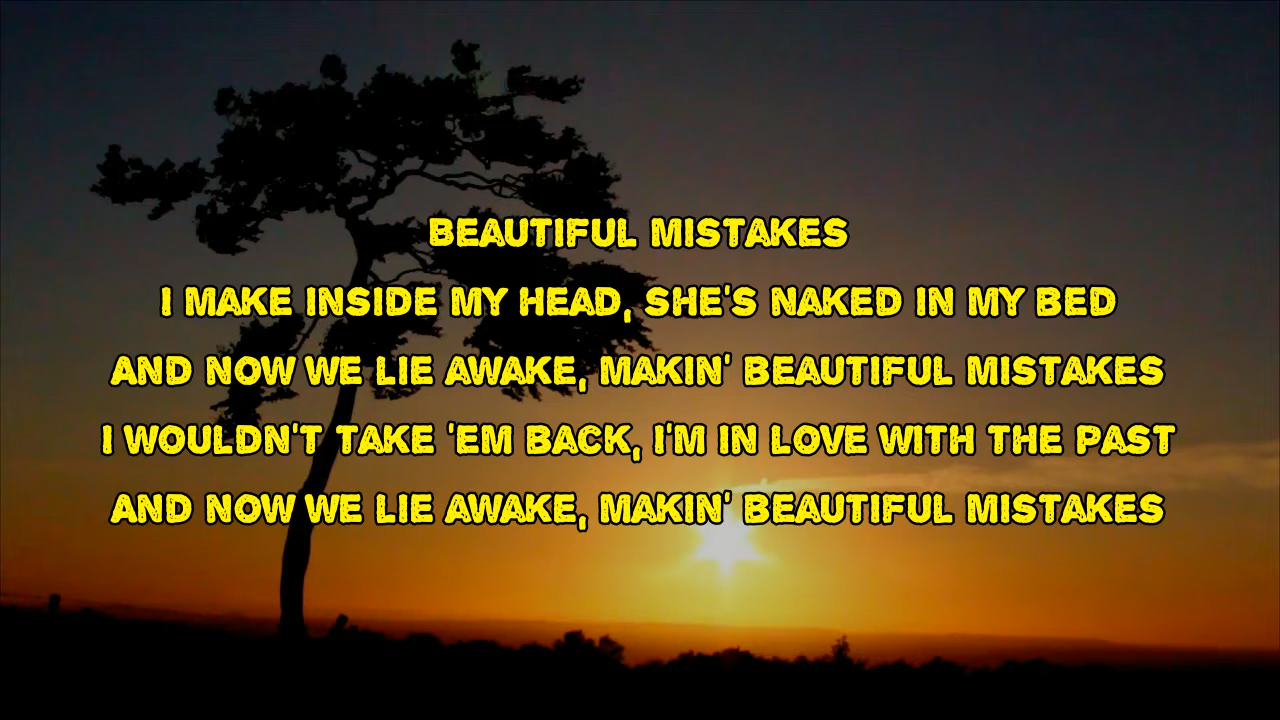 BEAUTIFUL MISTAKES
I MAKE INSIDE MY HEAD, SHE'S NAKED IN MY BED
AND NOW WE LIE AWAKE, MAKIN' BEAUTIFUL MISTAKES
I WOULDN'T TAKE 'EM BACK, I'M IN LOVE WITH THE PAST
AND NOW WE LIE AWAKE, MAKIN' BEAUTIFUL MISTAKES